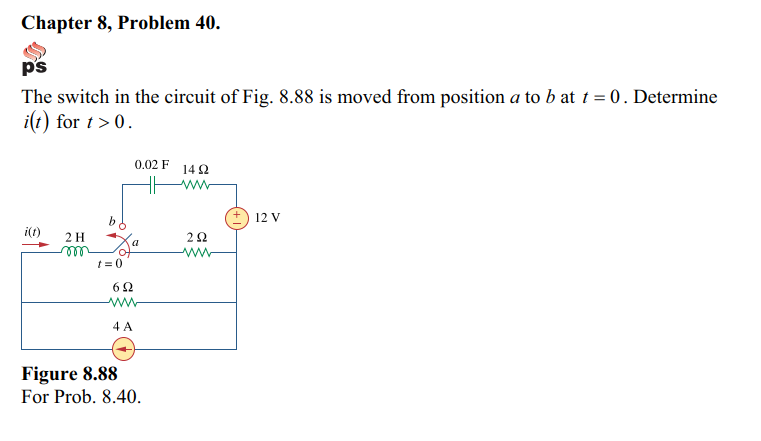 Chapter 8, Problem 40.
ps
The switch in the circuit of Fig. 8.88 is moved from position a to b at t = 0. Determine
i(t) for t > 0.
0.02 F 14 Ω
b
+
−
12 V
i(t)
2 H
a
2 Ω
t = 0
6 Ω
4 A
Figure 8.88
For Prob. 8.40.